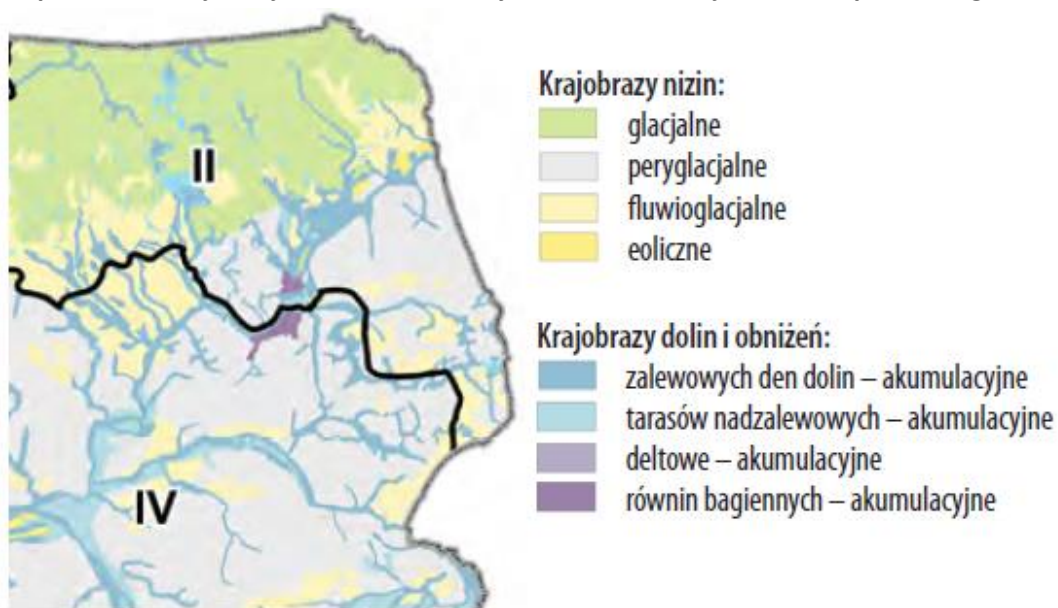 II
IV
Krajobrazy nizin:
glacjalne
peryglacjalne
fluwioglacjalne
eoliczne
Krajobrazy dolin i obniżeń:
zalewowych den dolin – akumulacyjne
tarasów nadzalewowych – akumulacyjne
deltowe – akumulacyjne
równin bagiennych – akumulacyjne